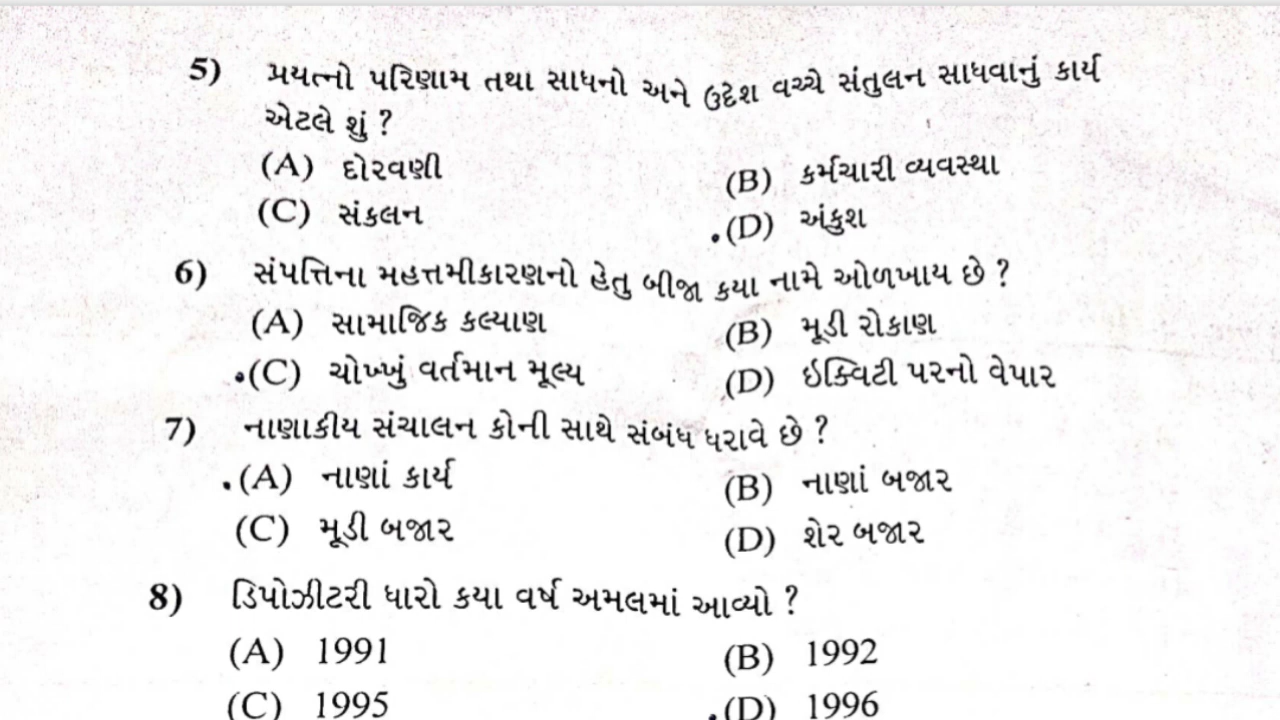 5) પ્રયત્નો પરિણામ તથા સાધનો અને ઉદેશ વચ્ચે સંતુલન સાધવાનું કાર્ય
એટલે શું ?
(A) દોરવણી (B) કર્મચારી વ્યવસ્થા
(C) સંકલન (D) અંકુશ
6) સંપત્તિના મહત્તમીકારણનો હેતુ બીજા કયા નામે ઓળખાય છે ?
(A) સામાજિક કલ્યાણ (B) મૂડી રોકાણ
(C) ચોખ્ખું વર્તમાન મૂલ્ય (D) ઇક્વિટી પરનો વેપાર
7) નાણાકીય સંચાલન કોની સાથે સંબંધ ધરાવે છે ?
(A) નાણાં કાર્ય (B) નાણાં બજાર
(C) મૂડી બજાર (D) શેર બજાર
8) ડિપોઝીટરી ધારો કયા વર્ષ અમલમાં આવ્યો ?
(A) 1991 (B) 1992
(C) 1995 (D) 1996